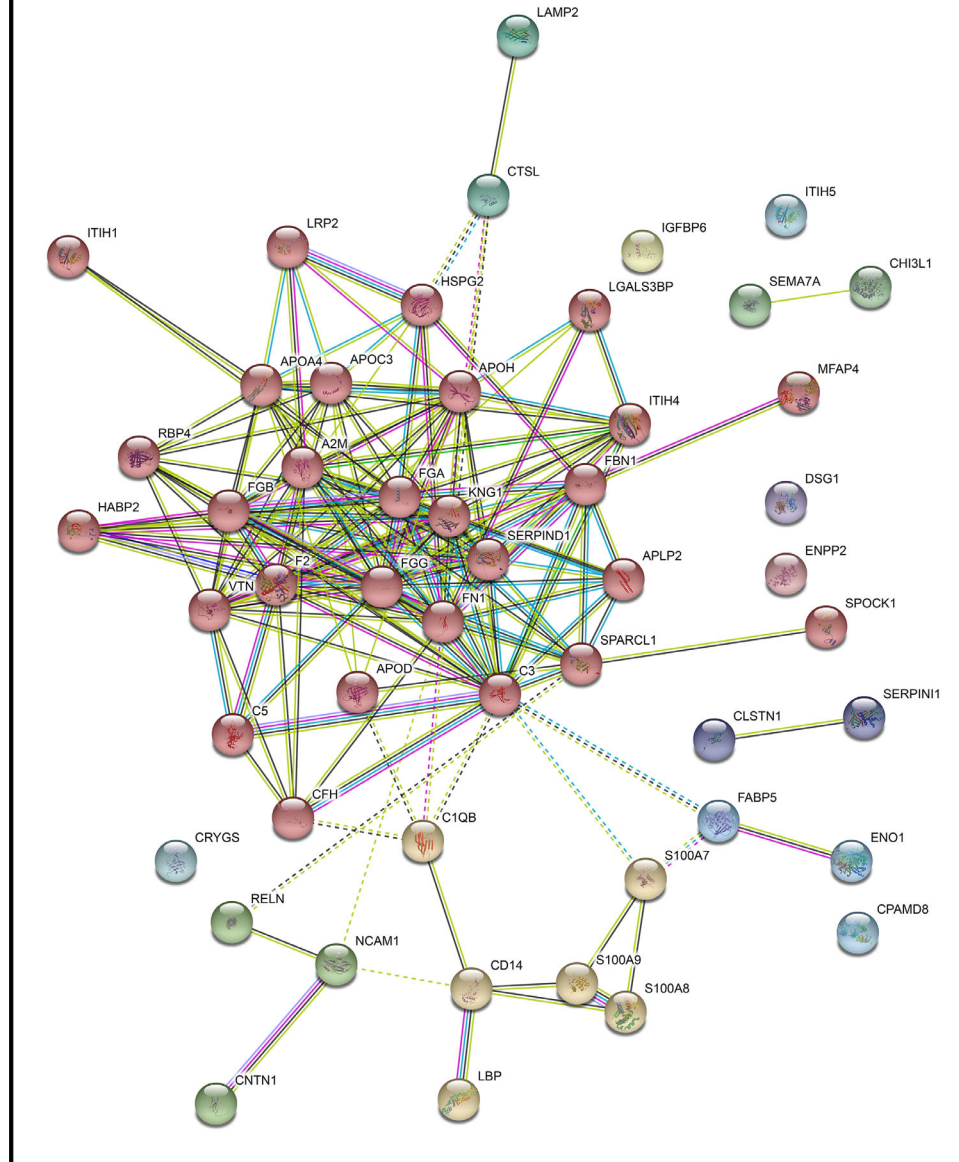 LAMP2
CTSL
ITIH5
LRP2
ITIH1
IGFBP6
CHI3L1
HSPG2
SEMA7A
LGALS3BP
APOA4
APOC3
APOH
MFAP4
ITIH4
RBP4
A2M
FBN1
FGA
DSG1
FGB
KNG1
HABP2
SERPIND1
ENPP2
F2
FGG
APLP2
VTN
SPOCK1
FN1
SPARCL1
APOD
C3
SERPINI1
C5
CLSTN1
CFH
FABP5
C1QB
CRYGS
S100A7
ENO1
RELN
CPAMD8
NCAM1
CD14
S100A9
S100A8
CNTN1
LBP